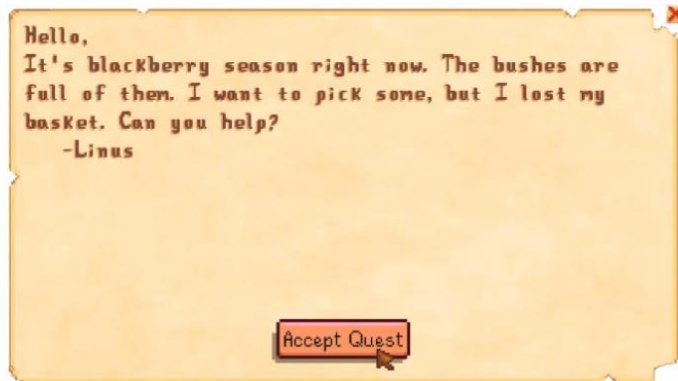 Hello,
It's blackberry season right now. The bushes are
full of them. I want to pick some, but I lost my
basket. Can you help?
-Linus
Accept Quest